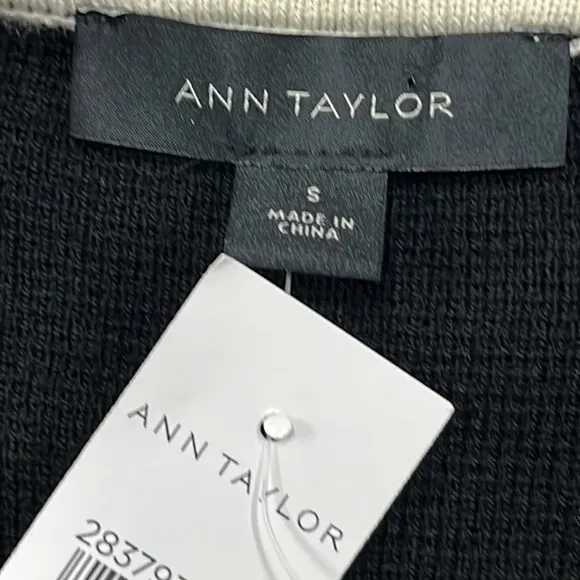 ANN TAYLOR
S
MADE IN
CHINA
ANN TAYLOR
28379